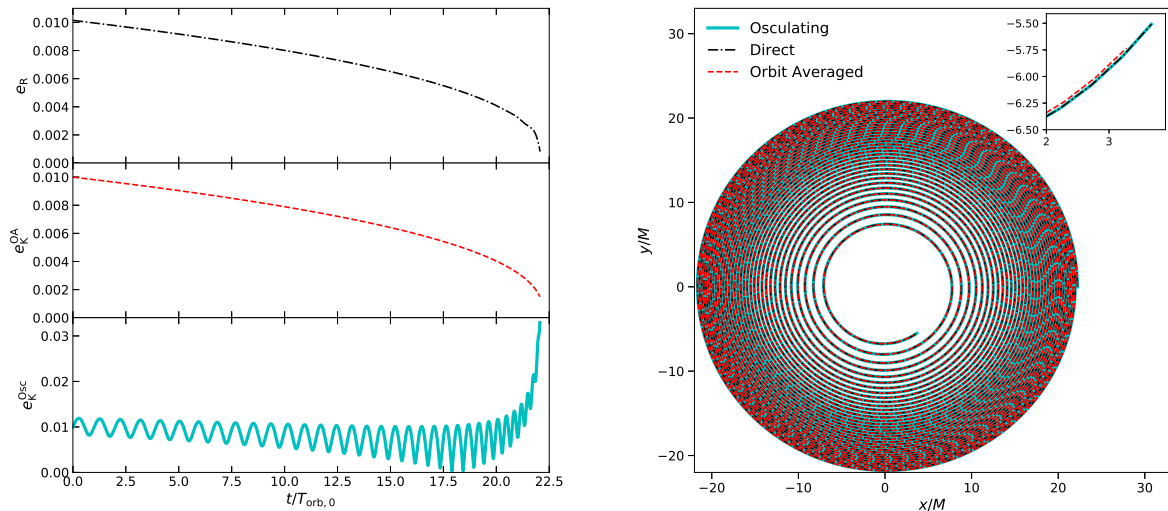 0.010
0.008
0.006
0.004
0.002
0.000
e_R
0.010
0.008
0.006
0.004
0.002
0.000
e_K^OA
0.03
0.02
0.01
0.00
e_K^Osc
0.0 2.5 5.0 7.5 10.0 12.5 15.0 17.5 20.0 22.5
t/T_orb, 0
Osculating
Direct
Orbit Averaged
−5.50
−5.75
−6.00
−6.25
−6.50
2 3
30
20
10
0
−10
−20
y/M
−20 −10 0 10 20 30
x/M